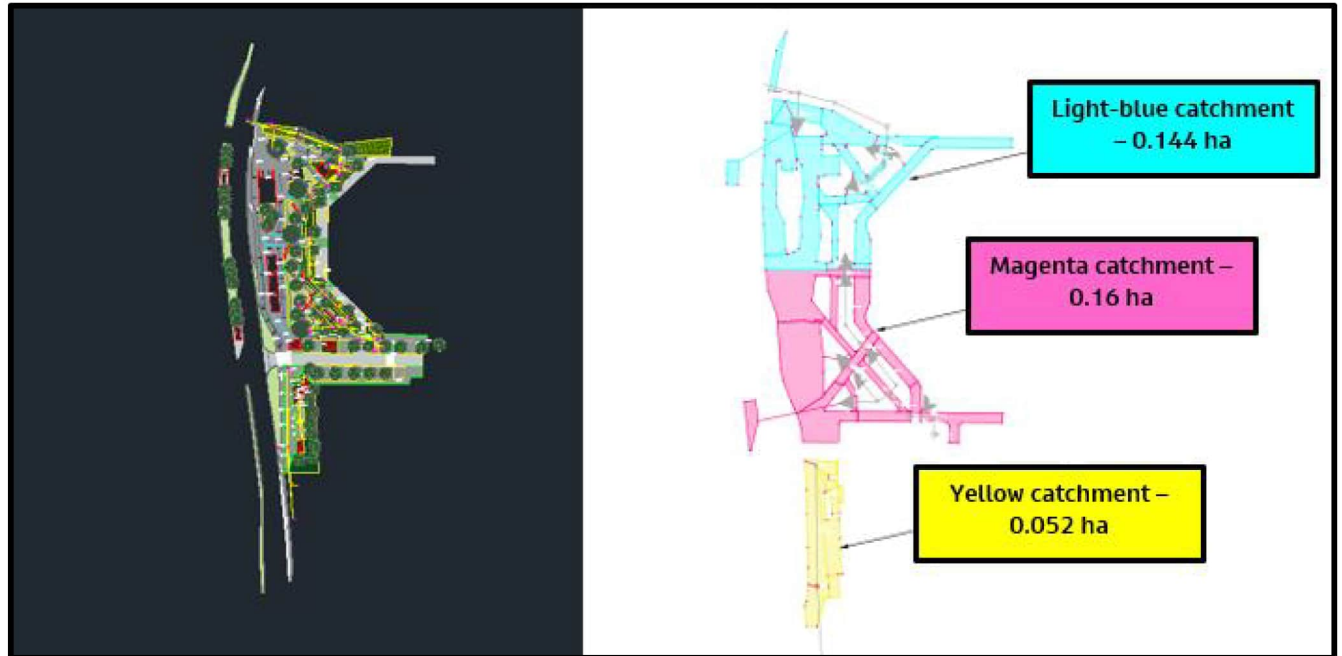 Light-blue catchment
– 0.144 ha
Magenta catchment –
0.16 ha
Yellow catchment –
0.052 ha